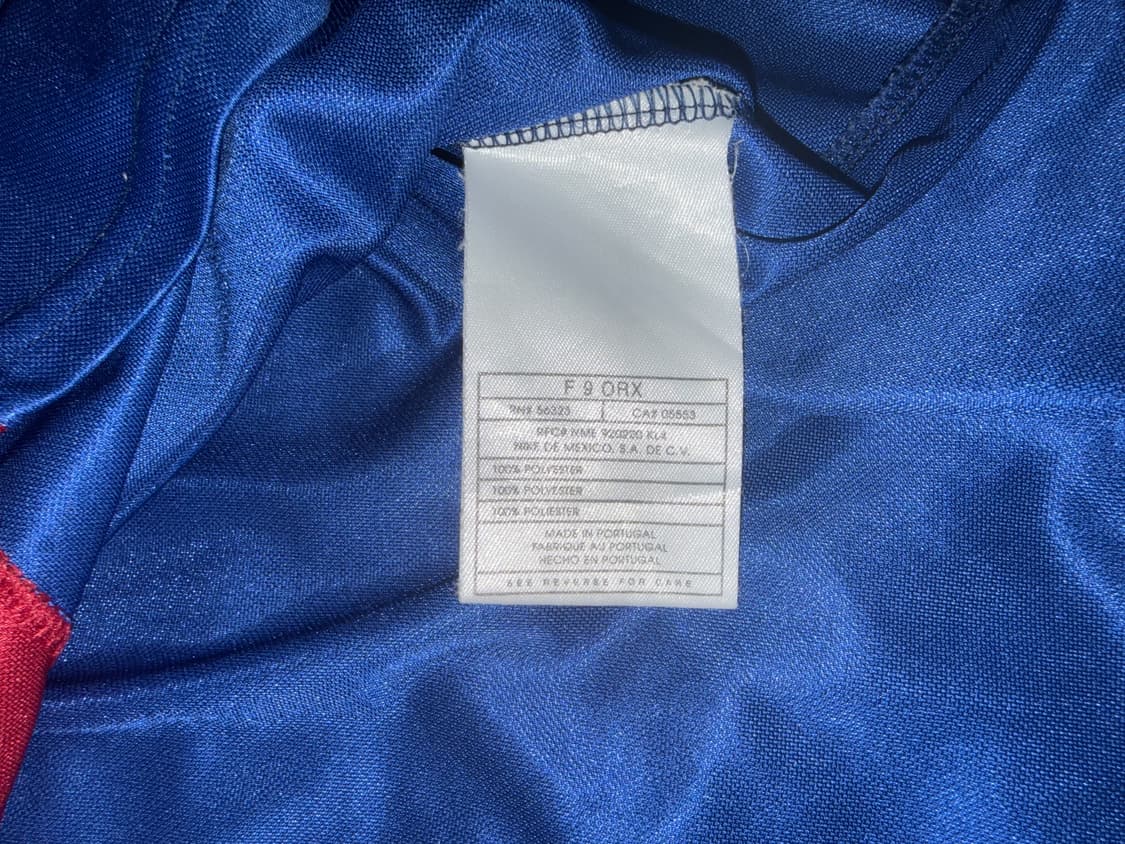 F 9 ORX
RN# 56323 CA# 05553
RFC# NME 920220 KL4
NIKE DE MEXICO, S.A. DE C.V.
100% POLYESTER
100% POLYESTER
100% POLIESTER
MADE IN PORTUGAL
FABRIQUE AU PORTUGAL
HECHO EN PORTUGAL
SEE REVERSE FOR CARE